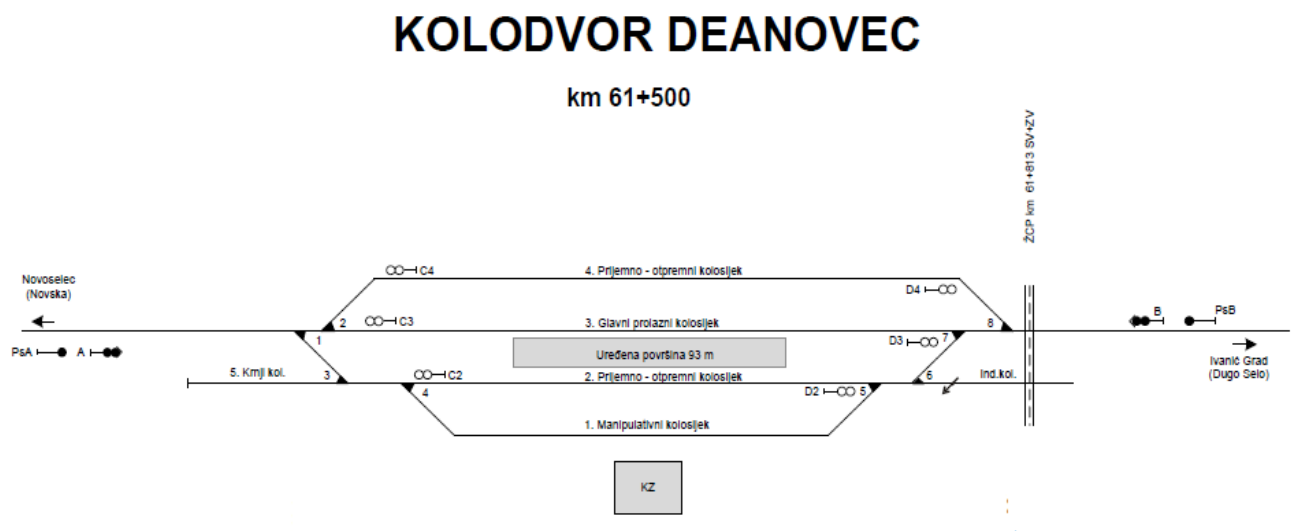 KOLODVOR DEANOVEC
km 61+500
ŽCP km 61+813 SV+ZV
C4
4. Prijemno - otpremni kolosijek
Novoselec
(Novska)
D4
B
PsB
2
C3
3. Glavni prolazni kolosijek
8
1
D3
7
PsA
A
Uređena površina 93 m
Ivanić Grad
(Dugo Selo)
5. Krnji kol.
3
C2
2. Prijemno - otpremni kolosijek
6
Ind.kol.
4
D2
5
1. Manipulativni kolosijek
KZ